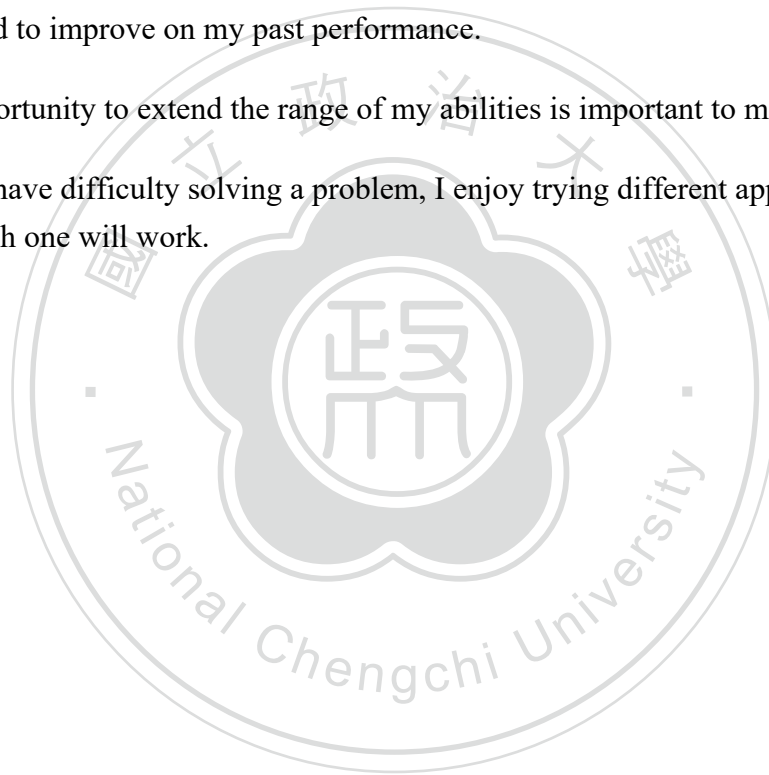 d to improve on my past performance.
ortunity to extend the range of my abilities is important to m
have difficulty solving a problem, I enjoy trying different app
h one will work.
國立政治大學
政
National Chengchi University